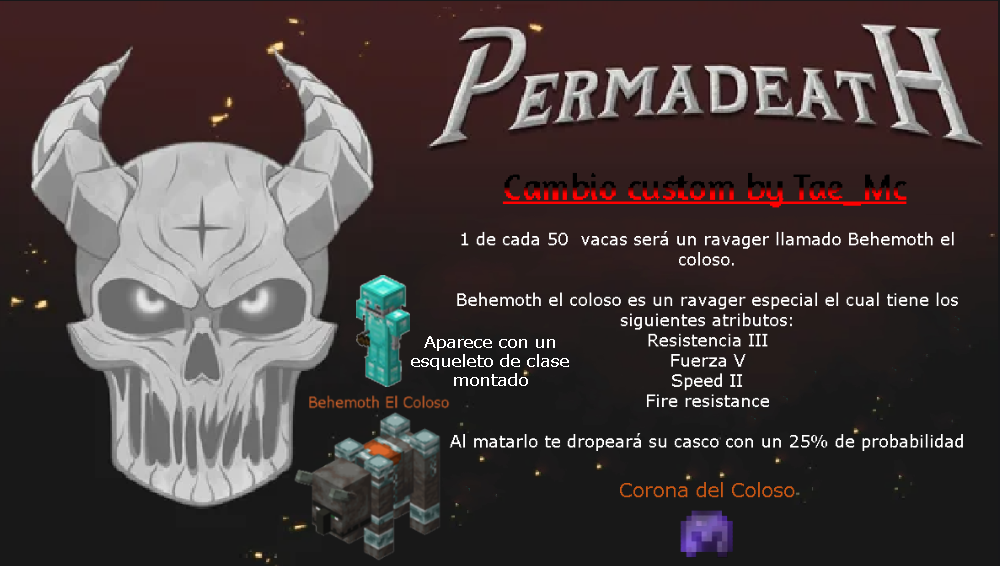 PERMADEATH
Cambio custom by Tae_Mc
1 de cada 50 vacas será un ravager llamado Behemoth el
coloso.
Behemoth el coloso es un ravager especial el cual tiene los
siguientes atributos:
Resistencia III
Fuerza V
Speed II
Fire resistance
Aparece con un
esqueleto de clase
montado
Behemoth El Coloso
Al matarlo te dropeará su casco con un 25% de probabilidad
Corona del Coloso